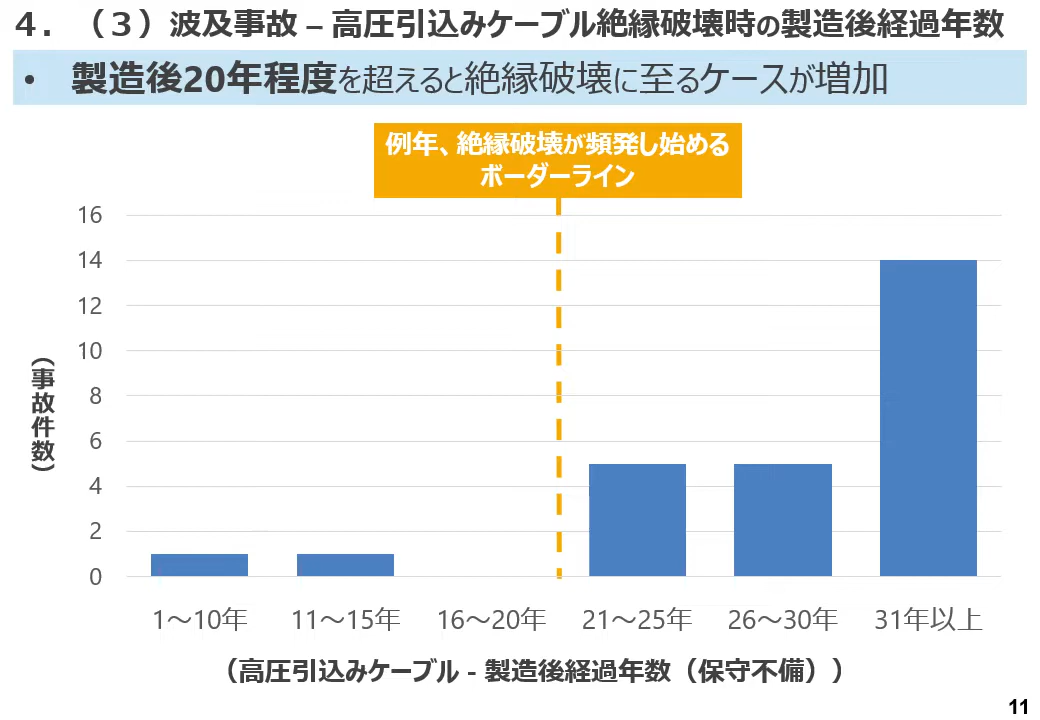 ４．（３）波及事故 – 高圧引込みケーブル絶縁破壊時の製造後経過年数
• 製造後20年程度を超えると絶縁破壊に至るケースが増加
例年、絶縁破壊が頻発し始める
ボーダーライン
16
14
12
10
8
6
4
2
0
（事故件数）
1～10年
11～15年
16～20年
21～25年
26～30年
31年以上
（高圧引込みケーブル - 製造後経過年数（保守不備））
11